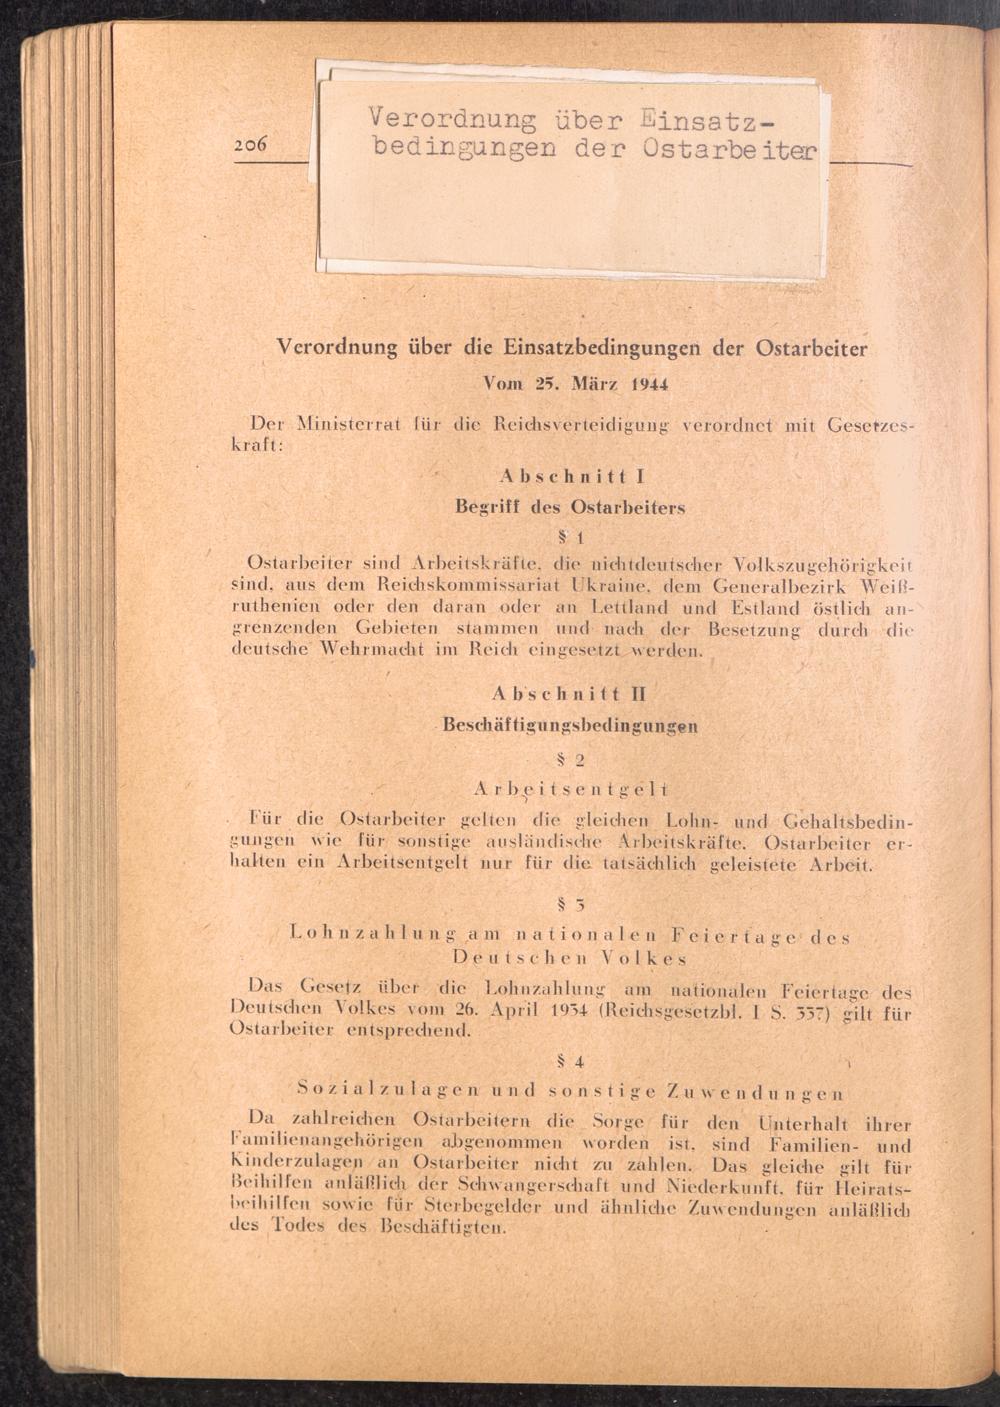 Verordnung über Einsatz-
bedingungen der Ostarbeiter
206
Verordnung über die Einsatzbedingungen der Ostarbeiter
Vom 25. März 1944
Der Ministerrat für die Reichsverteidigung verordnet mit Gesetzes-
kraft:
Abschnitt I
Begriff des Ostarbeiters
§ 1
Ostarbeiter sind Arbeitskräfte, die nichtdeutscher Volkszugehörigkeit
sind, aus dem Reichskommissariat Ukraine, dem Generalbezirk Weiß-
ruthenien oder den daran oder an Lettland und Estland östlich an-
grenzenden Gebieten stammen und nach der Besetzung durch die
deutsche Wehrmacht im Reich eingesetzt werden.
Abschnitt II
Beschäftigungsbedingungen
§ 2
Arbeitsentgelt
Für die Ostarbeiter gelten die gleichen Lohn- und Gehaltsbedin-
gungen wie für sonstige ausländische Arbeitskräfte. Ostarbeiter er-
halten ein Arbeitsentgelt nur für die tatsächlich geleistete Arbeit.
§ 3
Lohnzahlung am nationalen Feiertage des
Deutschen Volkes
Das Gesetz über die Lohnzahlung am nationalen Feiertage des
Deutschen Volkes vom 26. April 1934 (Reichsgesetzbl. I S. 337) gilt für
Ostarbeiter entsprechend.
§ 4
Sozialzulagen und sonstige Zuwendungen
Da zahlreichen Ostarbeitern die Sorge für den Unterhalt ihrer
Familienangehörigen abgenommen worden ist, sind Familien- und
Kinderzulagen an Ostarbeiter nicht zu zahlen. Das gleiche gilt für
Beihilfen anläßlich der Schwangerschaft und Niederkunft, für Heirats-
beihilfen sowie für Sterbegelder und ähnliche Zuwendungen anläßlich
des Todes des Beschäftigten.